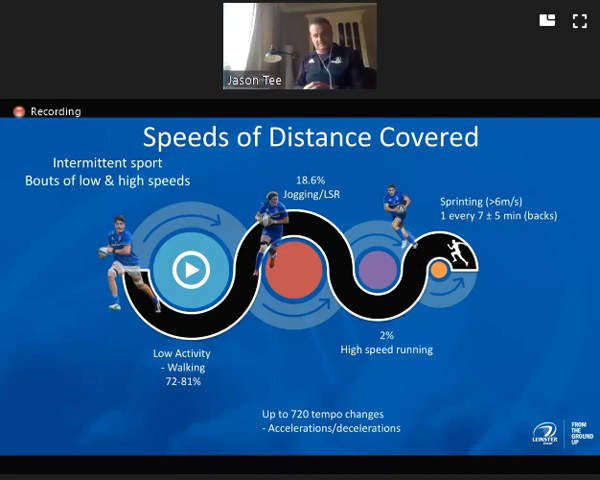 Jason Tee
Recording
Speeds of Distance Covered
Intermittent sport
Bouts of low & high speeds
18.6%
Jogging/LSR
Sprinting (>6m/s)
1 every 7 ± 5 min (backs)
Low Activity
- Walking
72-81%
2%
High speed running
Up to 720 tempo changes
- Accelerations/decelerations
LEINSTER
FROM
THE
GROUND
UP